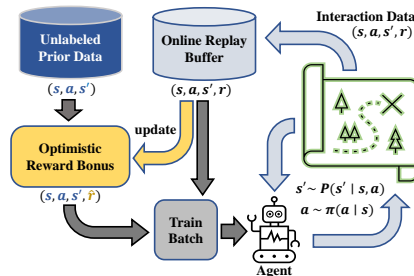 Unlabeled
Prior Data
Online Replay
Buffer
Interaction Data
(s, a, s', r)
(s, a, s')
(s, a, s', r)
update
Optimistic
Reward Bonus
(s, a, s', r̂)
Train
Batch
s' ~ P(s' | s, a)
a ~ π(a | s)
Agent